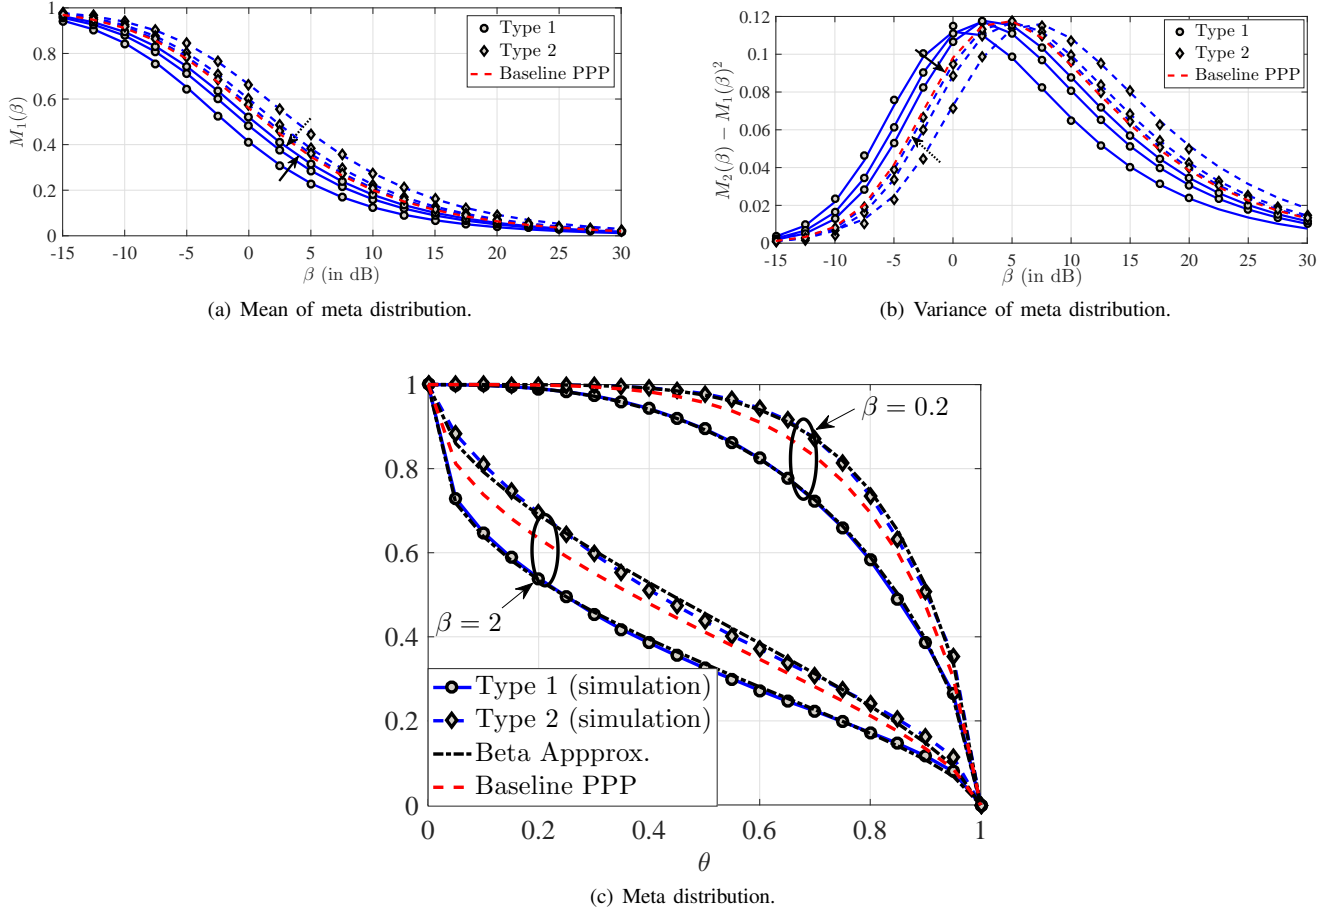 1
0.8
0.6
0.4
0.2
0
M₁(β)
-15 -10 -5 0 5 10 15 20 25 30
β (in dB)
Type 1
Type 2
Baseline PPP
(a) Mean of meta distribution.
0.12
0.1
0.08
0.06
0.04
0.02
0
M₂(β) − M₁(β)²
-15 -10 -5 0 5 10 15 20 25 30
β (in dB)
Type 1
Type 2
Baseline PPP
(b) Variance of meta distribution.
1
0.8
0.6
0.4
0.2
0
β = 0.2
β = 2
Type 1 (simulation)
Type 2 (simulation)
Beta Appprox.
Baseline PPP
0 0.2 0.4 0.6 0.8 1
θ
(c) Meta distribution.